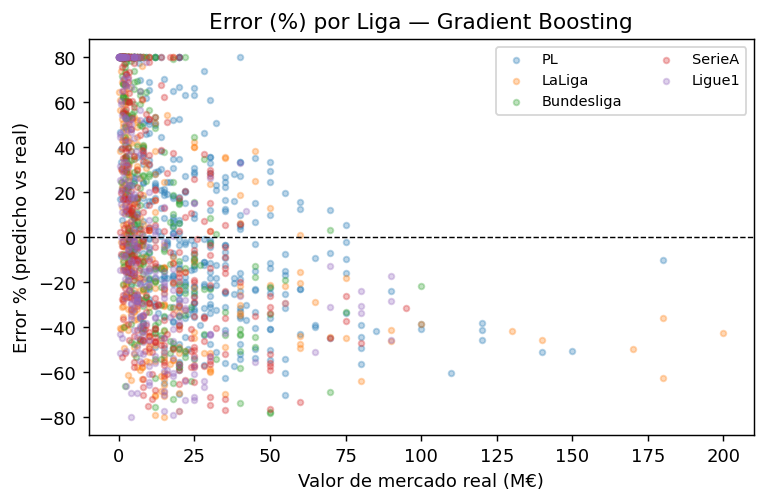 Error (%) por Liga — Gradient Boosting
PL
LaLiga
Bundesliga
SerieA
Ligue1
Error % (predicho vs real)
80
60
40
20
0
−20
−40
−60
−80
0 25 50 75 100 125 150 175 200
Valor de mercado real (M€)